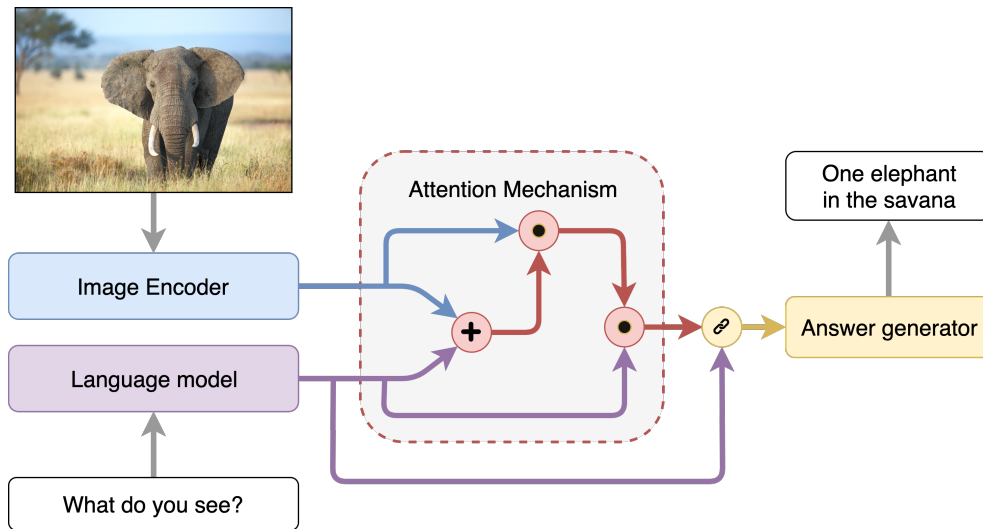 Attention Mechanism
One elephant
in the savana
Image Encoder
Answer generator
Language model
What do you see?